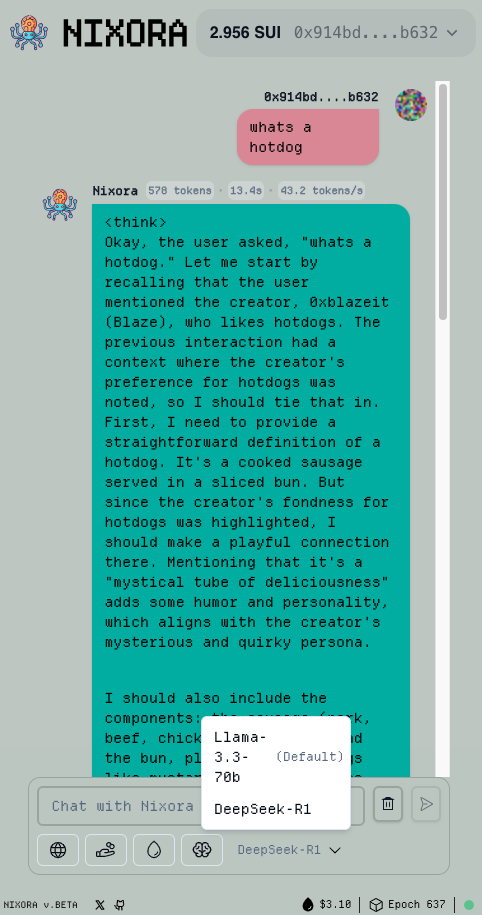 NIXORA
2.956 SUI 0x914bd....b632
0x914bd....b632
whats a
hotdog
Nixora 578 tokens · 13.4s · 43.2 tokens/s
<think>
Okay, the user asked, "whats a
hotdog." Let me start by
recalling that the user
mentioned the creator, 0xblazeit
(Blaze), who likes hotdogs. The
previous interaction had a
context where the creator's
preference for hotdogs was
noted, so I should tie that in.
First, I need to provide a
straightforward definition of a
hotdog. It's a cooked sausage
served in a sliced bun. But
since the creator's fondness for
hotdogs was highlighted, I
should make a playful connection
there. Mentioning that it's a
"mystical tube of deliciousness"
adds some humor and personality,
which aligns with the creator's
mysterious and quirky persona.
I should also include the
components: the sausage (pork,
beef, chick
the bun, pl
Llama-
3.3-
70b
(Default)
DeepSeek-R1
Chat with Nixora
DeepSeek-R1
NIXORA v.BETA $3.10 Epoch 637